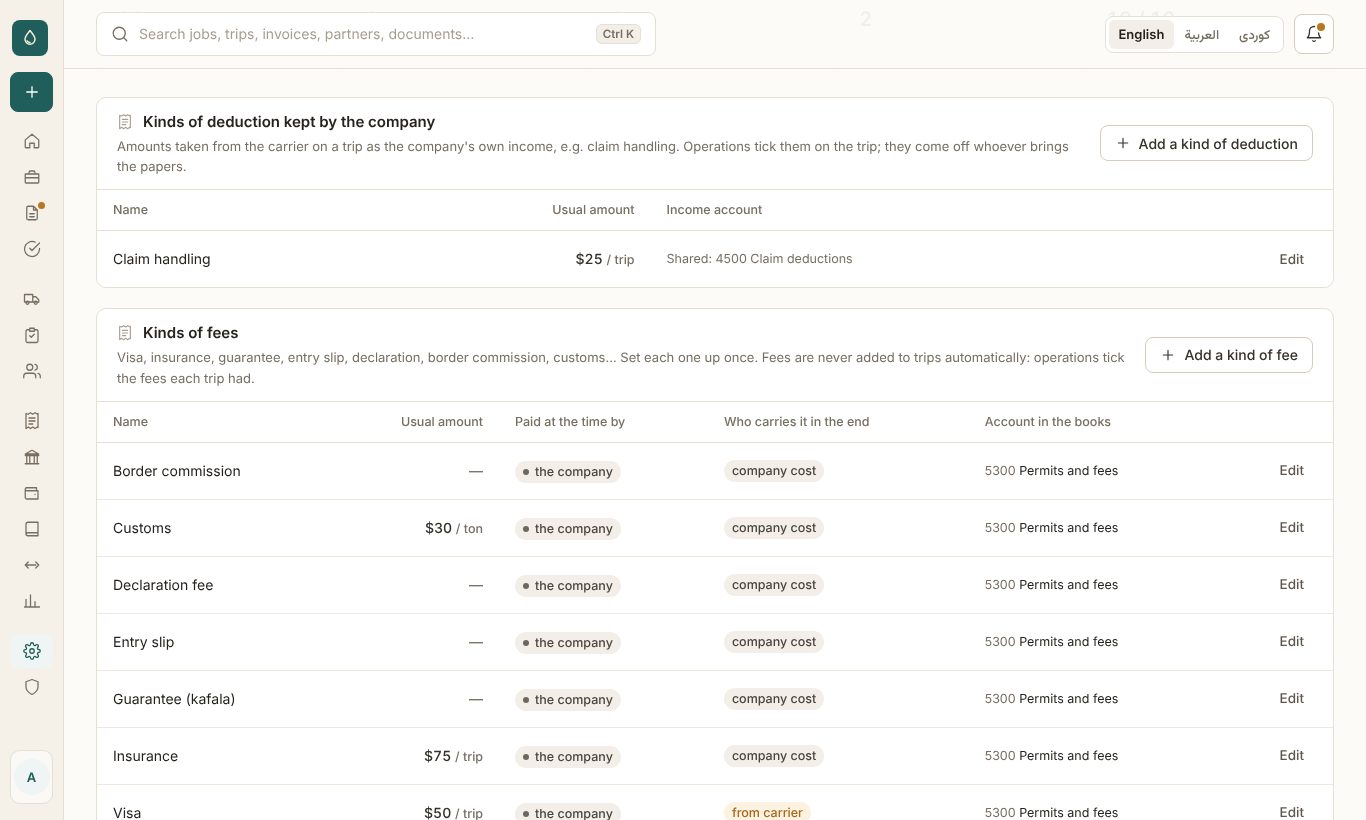 Search jobs, trips, invoices, partners, documents...
Ctrl K
English
العربية
کوردی
Kinds of deduction kept by the company
Amounts taken from the carrier on a trip as the company's own income, e.g. claim handling. Operations tick them on the trip; they come off whoever brings
the papers.
+ Add a kind of deduction
Name Usual amount Income account
Claim handling $25 / trip Shared: 4500 Claim deductions Edit
Kinds of fees
Visa, insurance, guarantee, entry slip, declaration, border commission, customs... Set each one up once. Fees are never added to trips automatically: operations tick
the fees each trip had.
+ Add a kind of fee
Name Usual amount Paid at the time by Who carries it in the end Account in the books
Border commission — the company company cost 5300 Permits and fees Edit
Customs $30 / ton the company company cost 5300 Permits and fees Edit
Declaration fee — the company company cost 5300 Permits and fees Edit
Entry slip — the company company cost 5300 Permits and fees Edit
Guarantee (kafala) — the company company cost 5300 Permits and fees Edit
Insurance $75 / trip the company company cost 5300 Permits and fees Edit
Visa $50 / trip the company from carrier 5300 Permits and fees Edit
A